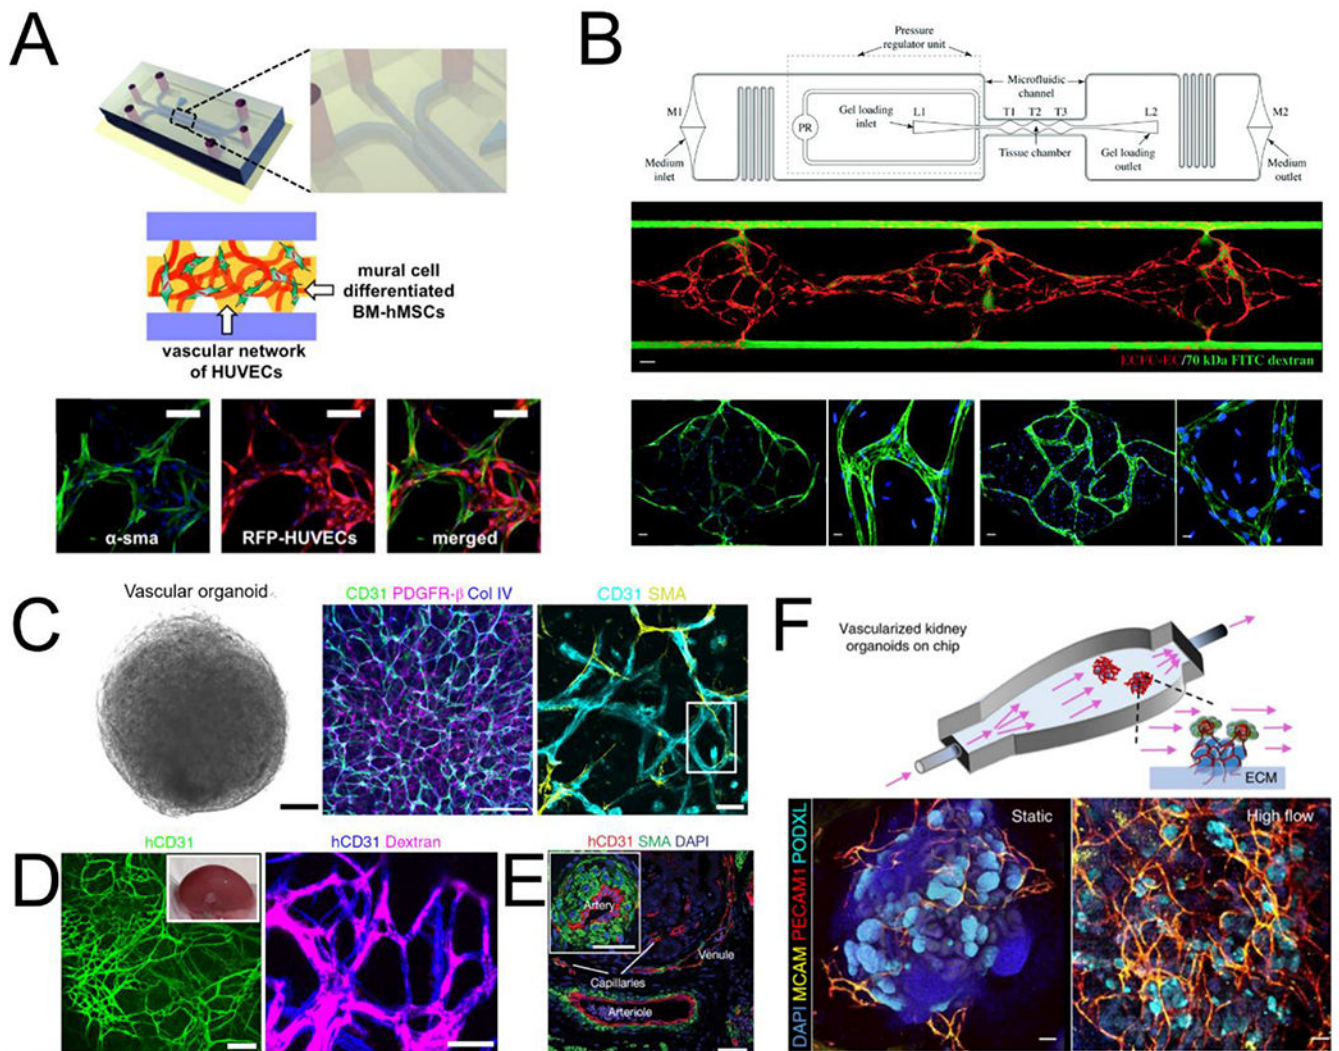 A
mural cell
differentiated
BM-hMSCs
vascular network
of HUVECs
α-sma
RFP-HUVECs
merged
B
Pressure
regulator unit
Microfluidic
channel
M1
Gel loading
inlet
L1
T1 T2 T3
L2
M2
PR
Medium
inlet
Tissue chamber
Gel loading
outlet
Medium
outlet
ECFC-EC/70 kDa FITC dextran
C
Vascular organoid
CD31 PDGFR-β Col IV
CD31 SMA
D
hCD31
hCD31 Dextran
E
hCD31 SMA DAPI
Artery
Venule
Capillaries
Arteriole
F
Vascularized kidney
organoids on chip
ECM
DAPI MCAM PECAM1 PODXL
Static
High flow